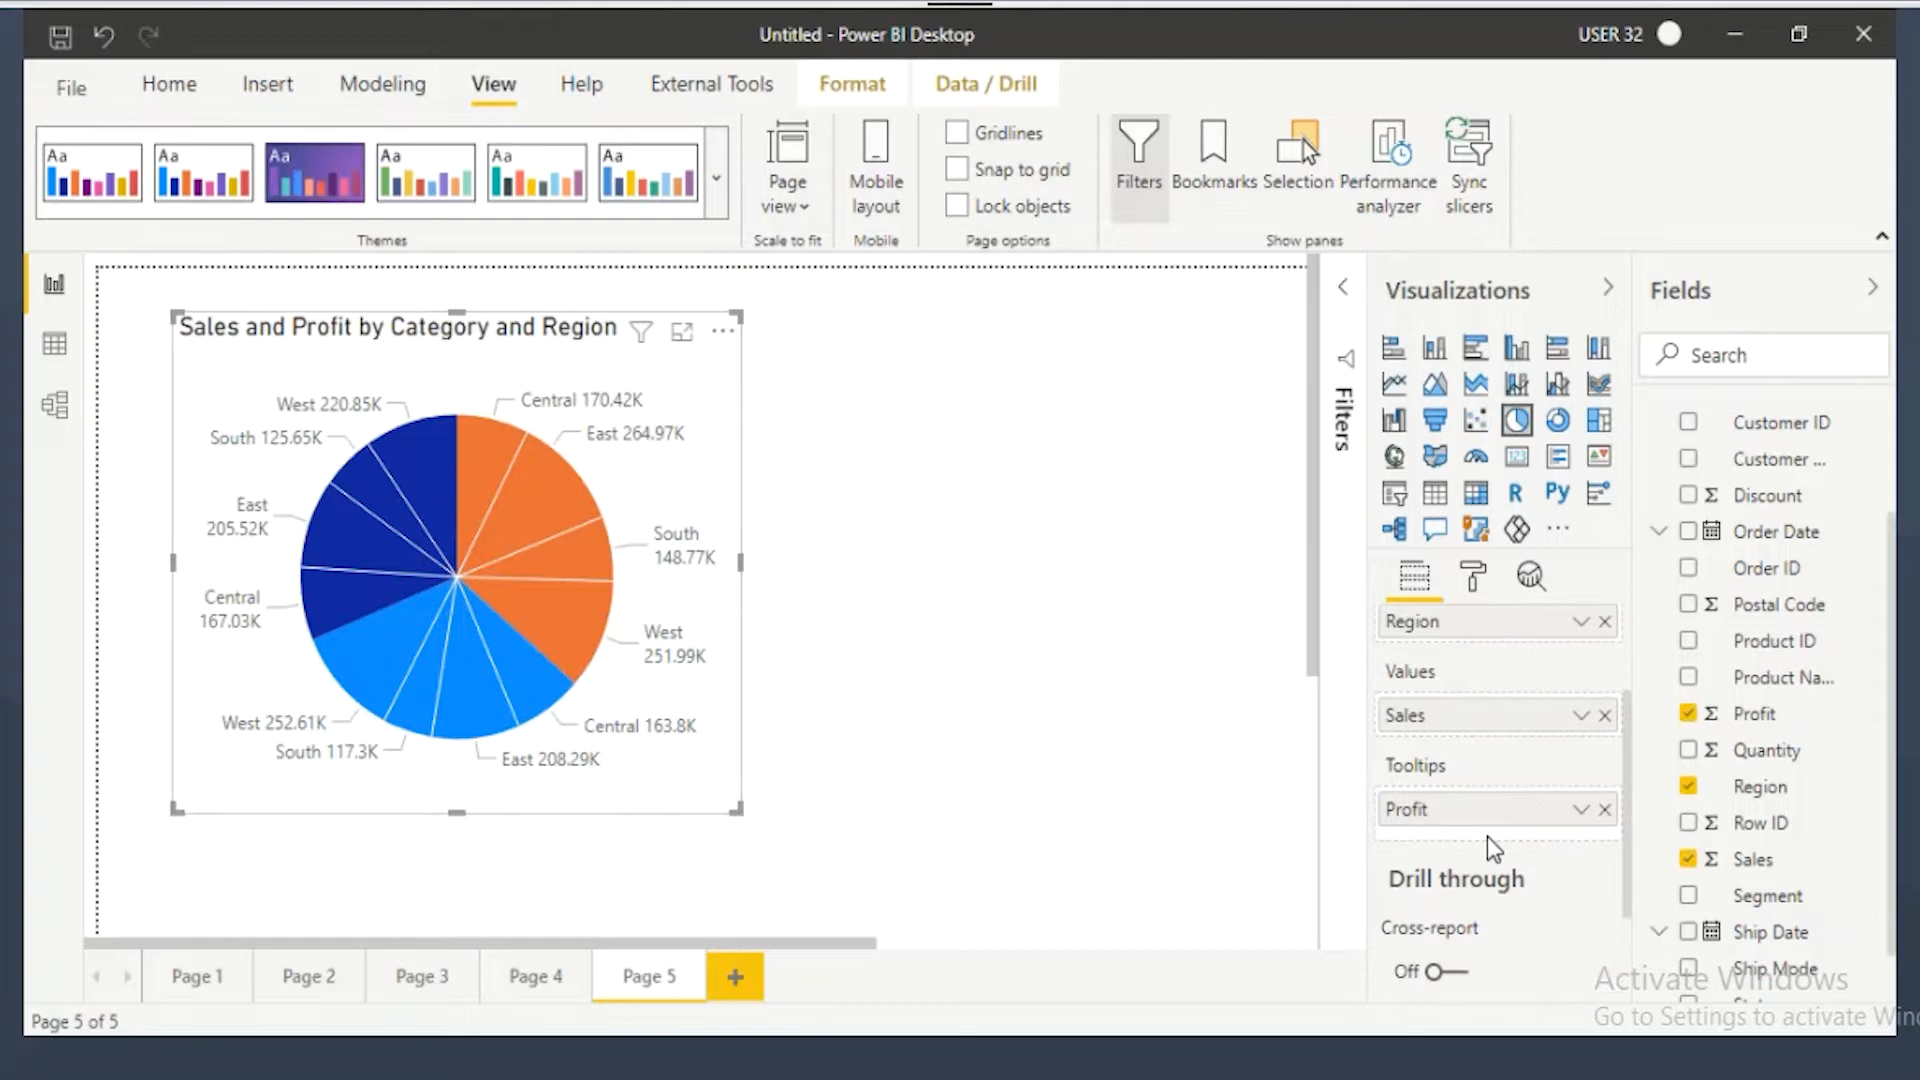 Untitled - Power BI Desktop
USER 32
File
Home
Insert
Modeling
View
Help
External Tools
Format
Data / Drill
Aa
Aa
Aa
Aa
Aa
Aa
Themes
Page
view
Scale to fit
Mobile
layout
Mobile
Gridlines
Snap to grid
Lock objects
Page options
Filters
Bookmarks
Selection
Performance
analyzer
Sync
slicers
Show panes
Sales and Profit by Category and Region
West 220.85K
Central 170.42K
South 125.65K
East 264.97K
East
205.52K
South
148.77K
Central
167.03K
West
251.99K
West 252.61K
Central 163.8K
South 117.3K
East 208.29K
Filters
Visualizations
R
Py
123
Region
Values
Sales
Tooltips
Profit
Drill through
Cross-report
Off
Fields
Search
Customer ID
Customer ...
Discount
Order Date
Order ID
Postal Code
Product ID
Product Na...
Profit
Quantity
Region
Row ID
Sales
Segment
Ship Date
Ship Mode
Activate Windows
Go to Settings to activate Win
Page 1
Page 2
Page 3
Page 4
Page 5
+
Page 5 of 5